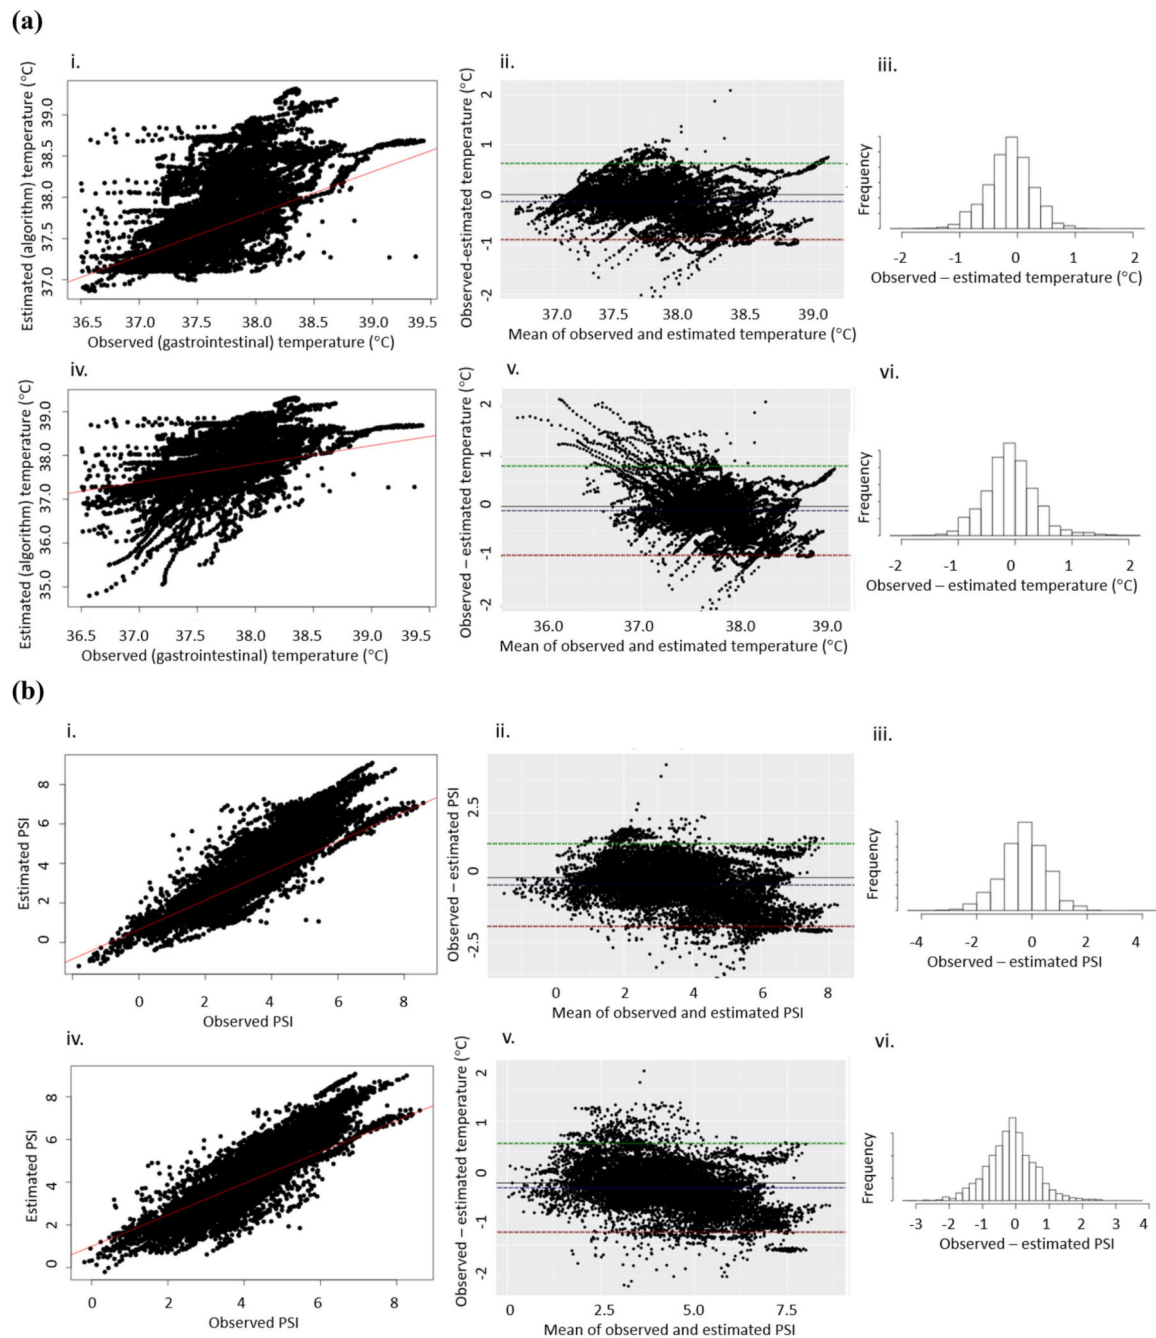 (a)
i.
Estimated (algorithm) temperature (°C)
39.0
38.5
38.0
37.5
37.0
36.5 37.0 37.5 38.0 38.5 39.0 39.5
Observed (gastrointestinal) temperature (°C)
ii.
Observed-estimated temperature (°C)
2
1
0
-1
-2
37.0 37.5 38.0 38.5 39.0
Mean of observed and estimated temperature (°C)
iii.
Frequency
-2 -1 0 1 2
Observed – estimated temperature (°C)
iv.
Estimated (algorithm) temperature (°C)
39.0
38.0
37.0
36.0
35.0
36.5 37.0 37.5 38.0 38.5 39.0 39.5
Observed (gastrointestinal) temperature (°C)
v.
Observed – estimated temperature (°C)
2
1
0
-1
-2
36.0 37.0 38.0 39.0
Mean of observed and estimated temperature (°C)
vi.
Frequency
-2 -1 0 1 2
Observed – estimated temperature (°C)
(b)
i.
Estimated PSI
8
6
4
2
0
0 2 4 6 8
Observed PSI
ii.
Observed – estimated PSI
2.5
0
-2.5
0 2 4 6 8
Mean of observed and estimated PSI
iii.
Frequency
-4 -2 0 2 4
Observed – estimated PSI
iv.
Estimated PSI
8
6
4
2
0
0 2 4 6 8
Observed PSI
v.
Observed – estimated temperature (°C)
2
1
0
-1
-2
0 2.5 5.0 7.5
Mean of observed and estimated PSI
vi.
Frequency
-3 -2 -1 0 1 2 3 4
Observed – estimated PSI